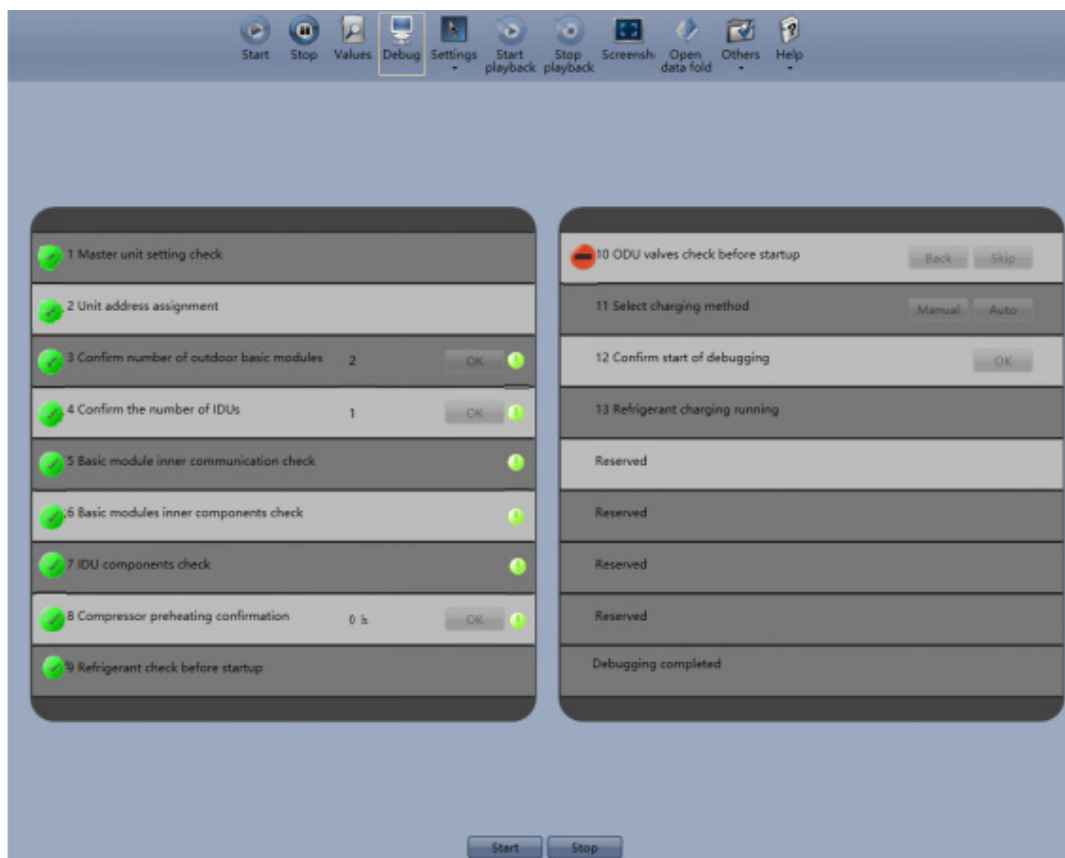 Start Stop Values Debug Settings Start playback Stop playback Screensh Open data fold Others Help
1 Master unit setting check
2 Unit address assignment
3 Confirm number of outdoor basic modules 2 OK
4 Confirm the number of IDUs 1 OK
5 Basic module inner communication check
6 Basic modules inner components check
7 IDU components check
8 Compressor preheating confirmation 0 h OK
9 Refrigerant check before startup
10 ODU valves check before startup Back Skip
11 Select charging method Manual Auto
12 Confirm start of debugging OK
13 Refrigerant charging running
Reserved
Reserved
Reserved
Reserved
Debugging completed
Start Stop